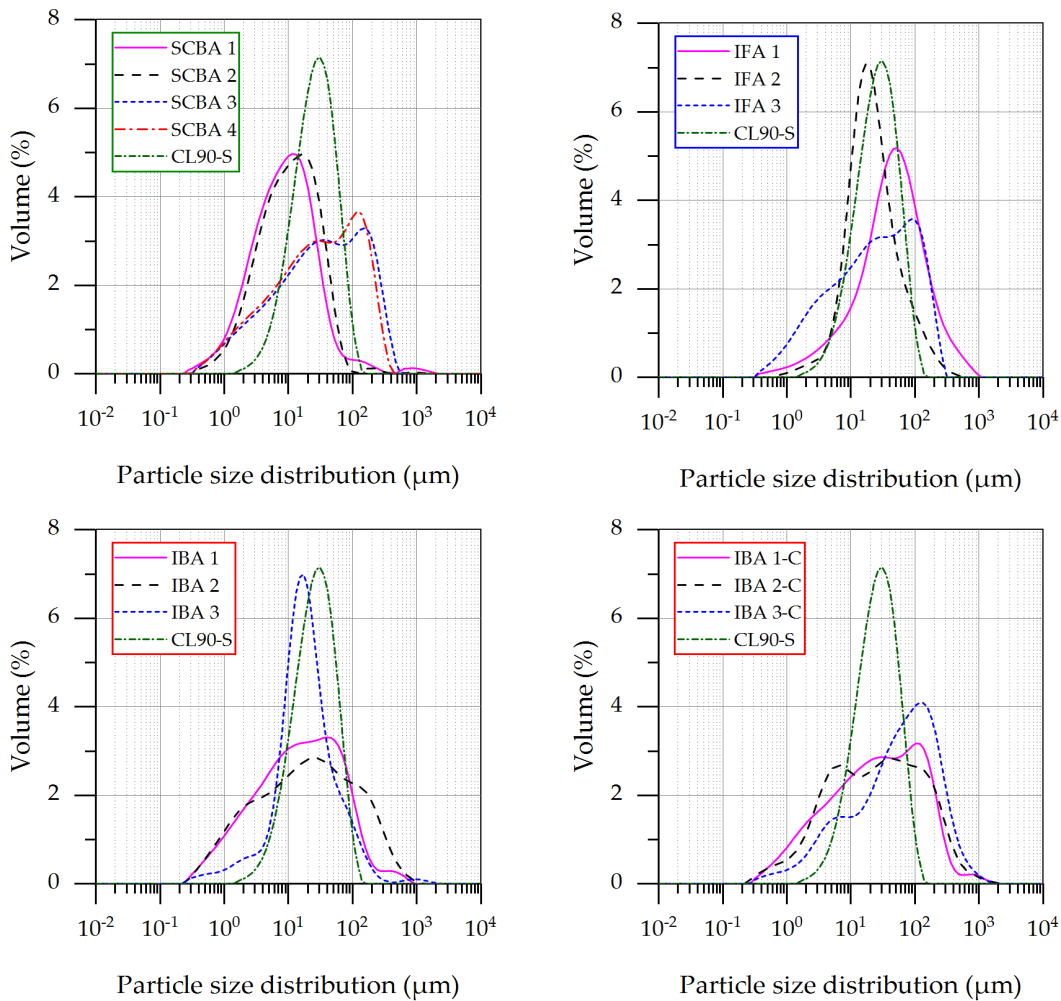 8
6
4
2
0
Volume (%)
SCBA 1
SCBA 2
SCBA 3
SCBA 4
CL90-S
10⁻² 10⁻¹ 10⁰ 10¹ 10² 10³ 10⁴
Particle size distribution (µm)
8
6
4
2
0
Volume (%)
IFA 1
IFA 2
IFA 3
CL90-S
10⁻² 10⁻¹ 10⁰ 10¹ 10² 10³ 10⁴
Particle size distribution (µm)
8
6
4
2
0
Volume (%)
IBA 1
IBA 2
IBA 3
CL90-S
10⁻² 10⁻¹ 10⁰ 10¹ 10² 10³ 10⁴
Particle size distribution (µm)
8
6
4
2
0
Volume (%)
IBA 1-C
IBA 2-C
IBA 3-C
CL90-S
10⁻² 10⁻¹ 10⁰ 10¹ 10² 10³ 10⁴
Particle size distribution (µm)